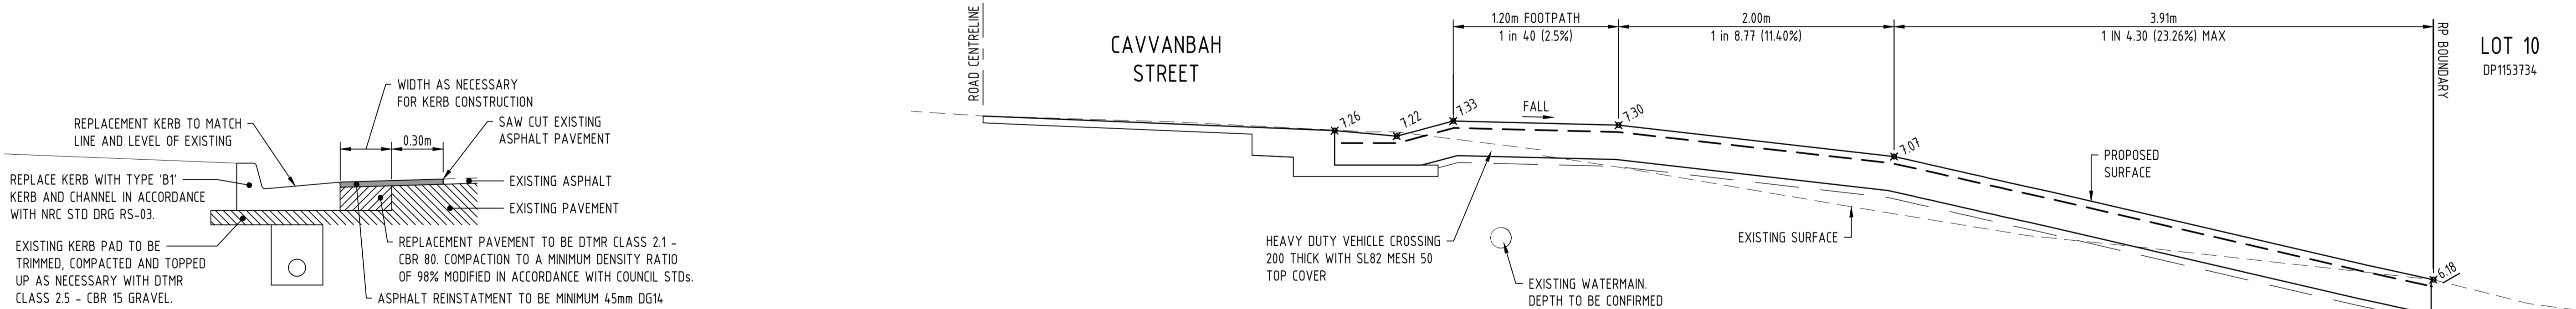 WIDTH AS NECESSARY
FOR KERB CONSTRUCTION
REPLACEMENT KERB TO MATCH
LINE AND LEVEL OF EXISTING
0.30m
SAW CUT EXISTING
ASPHALT PAVEMENT
REPLACE KERB WITH TYPE 'B1'
KERB AND CHANNEL IN ACCORDANCE
WITH NRC STD DRG RS-03.
EXISTING ASPHALT
EXISTING PAVEMENT
EXISTING KERB PAD TO BE
TRIMMED, COMPACTED AND TOPPED
UP AS NECESSARY WITH DTMR
CLASS 2.5 - CBR 15 GRAVEL.
REPLACEMENT PAVEMENT TO BE DTMR CLASS 2.1 -
CBR 80. COMPACTION TO A MINIMUM DENSITY RATIO
OF 98% MODIFIED IN ACCORDANCE WITH COUNCIL STDs.
ASPHALT REINSTATMENT TO BE MINIMUM 45mm DG14
ROAD CENTRELINE
CAVVANBAH
STREET
1.20m FOOTPATH
1 in 40 (2.5%)
2.00m
1 in 8.77 (11.40%)
3.91m
1 IN 4.30 (23.26%) MAX
RP BOUNDARY
LOT 10
DP1153734
7.26
7.22
7.33
FALL
7.30
7.07
6.18
PROPOSED
SURFACE
EXISTING SURFACE
HEAVY DUTY VEHICLE CROSSING
200 THICK WITH SL82 MESH 50
TOP COVER
EXISTING WATERMAIN.
DEPTH TO BE CONFIRMED